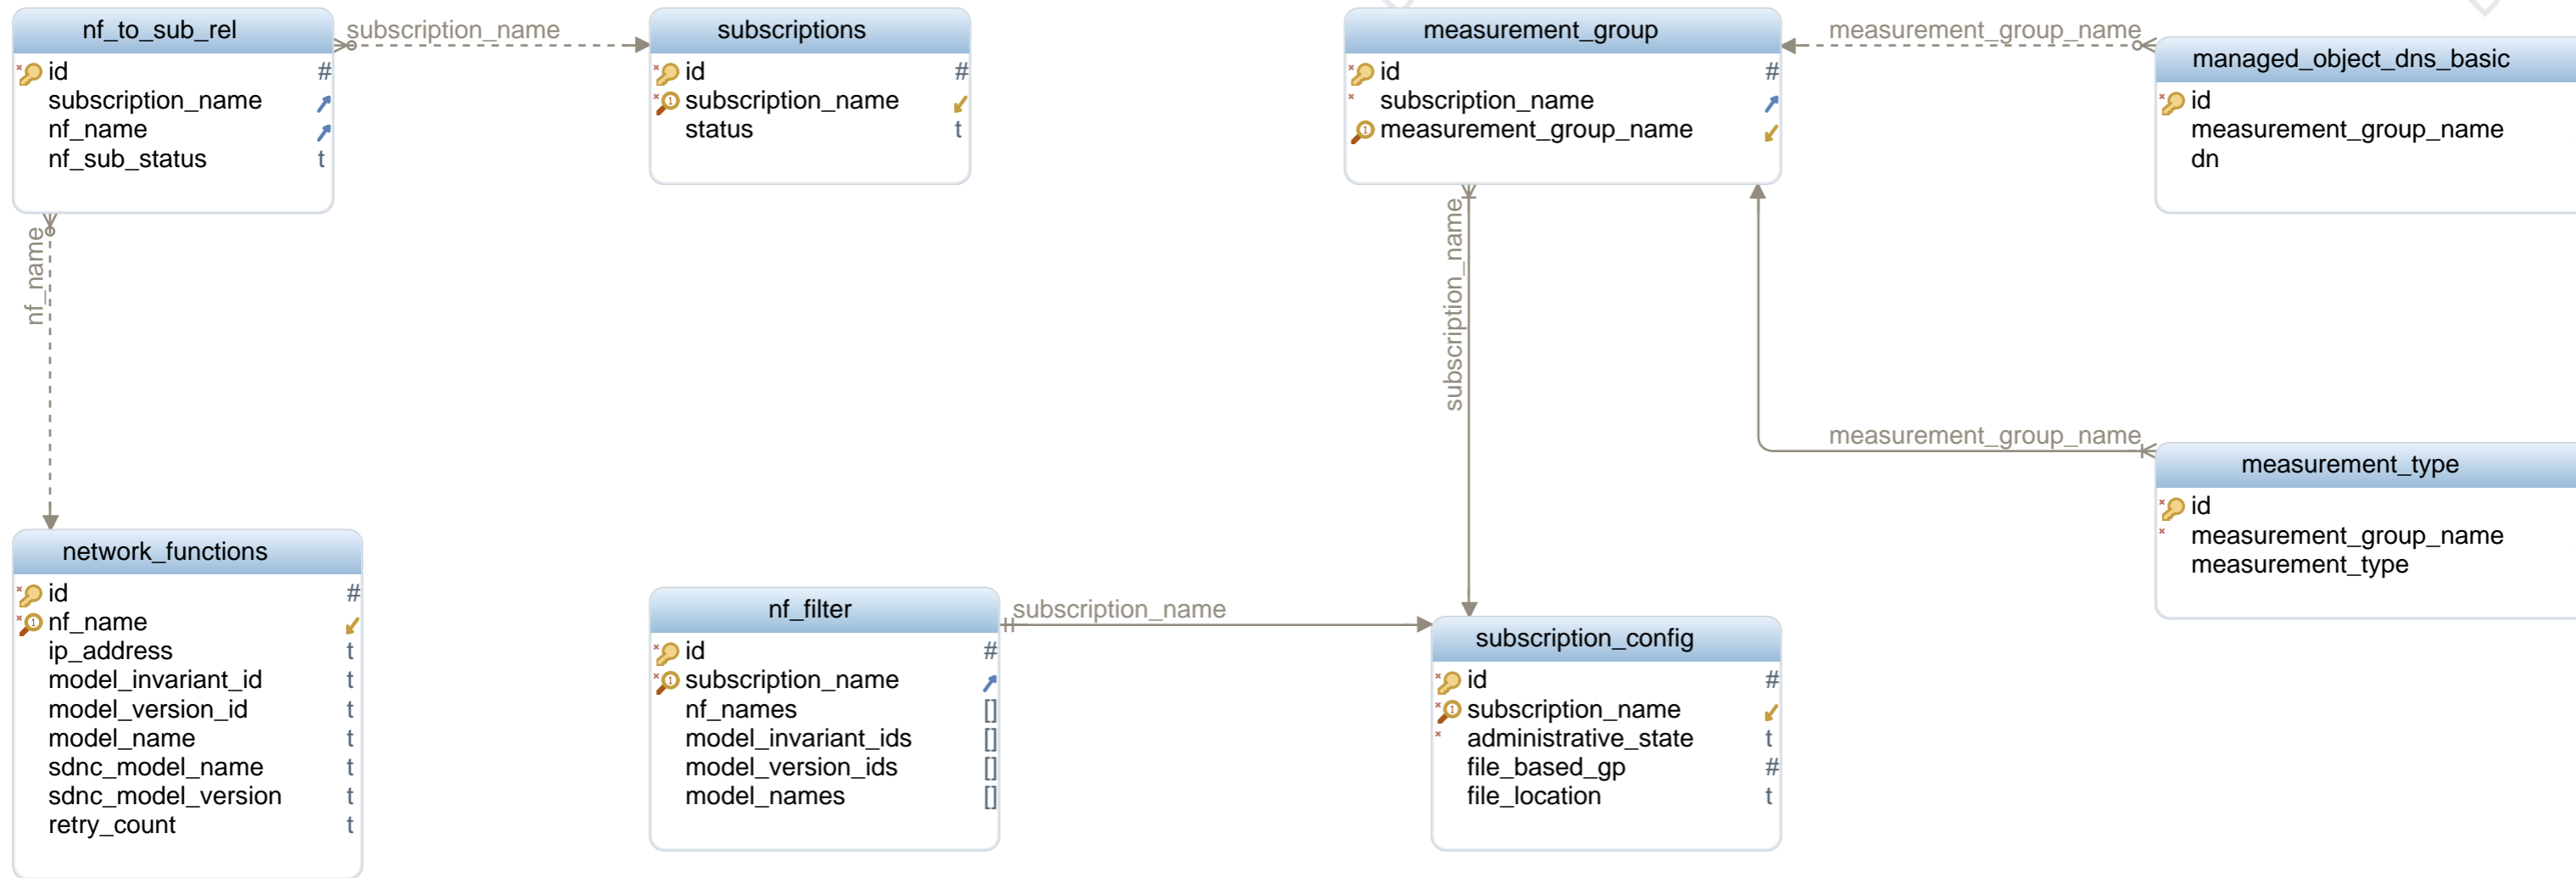 nf_to_sub_rel
id #
subscription_name
nf_name
nf_sub_status t
subscription_name
subscriptions
id #
subscription_name
status t
measurement_group
id #
subscription_name
measurement_group_name
measurement_group_name
managed_object_dns_basic
id
measurement_group_name
dn
nf_name
subscription_name
measurement_group_name
measurement_type
id
measurement_group_name
measurement_type
network_functions
id #
nf_name
ip_address t
model_invariant_id t
model_version_id t
model_name t
sdnc_model_name t
sdnc_model_version t
retry_count t
nf_filter
id #
subscription_name
nf_names []
model_invariant_ids []
model_version_ids []
model_names []
subscription_name
subscription_config
id #
subscription_name
administrative_state t
file_based_gp #
file_location t